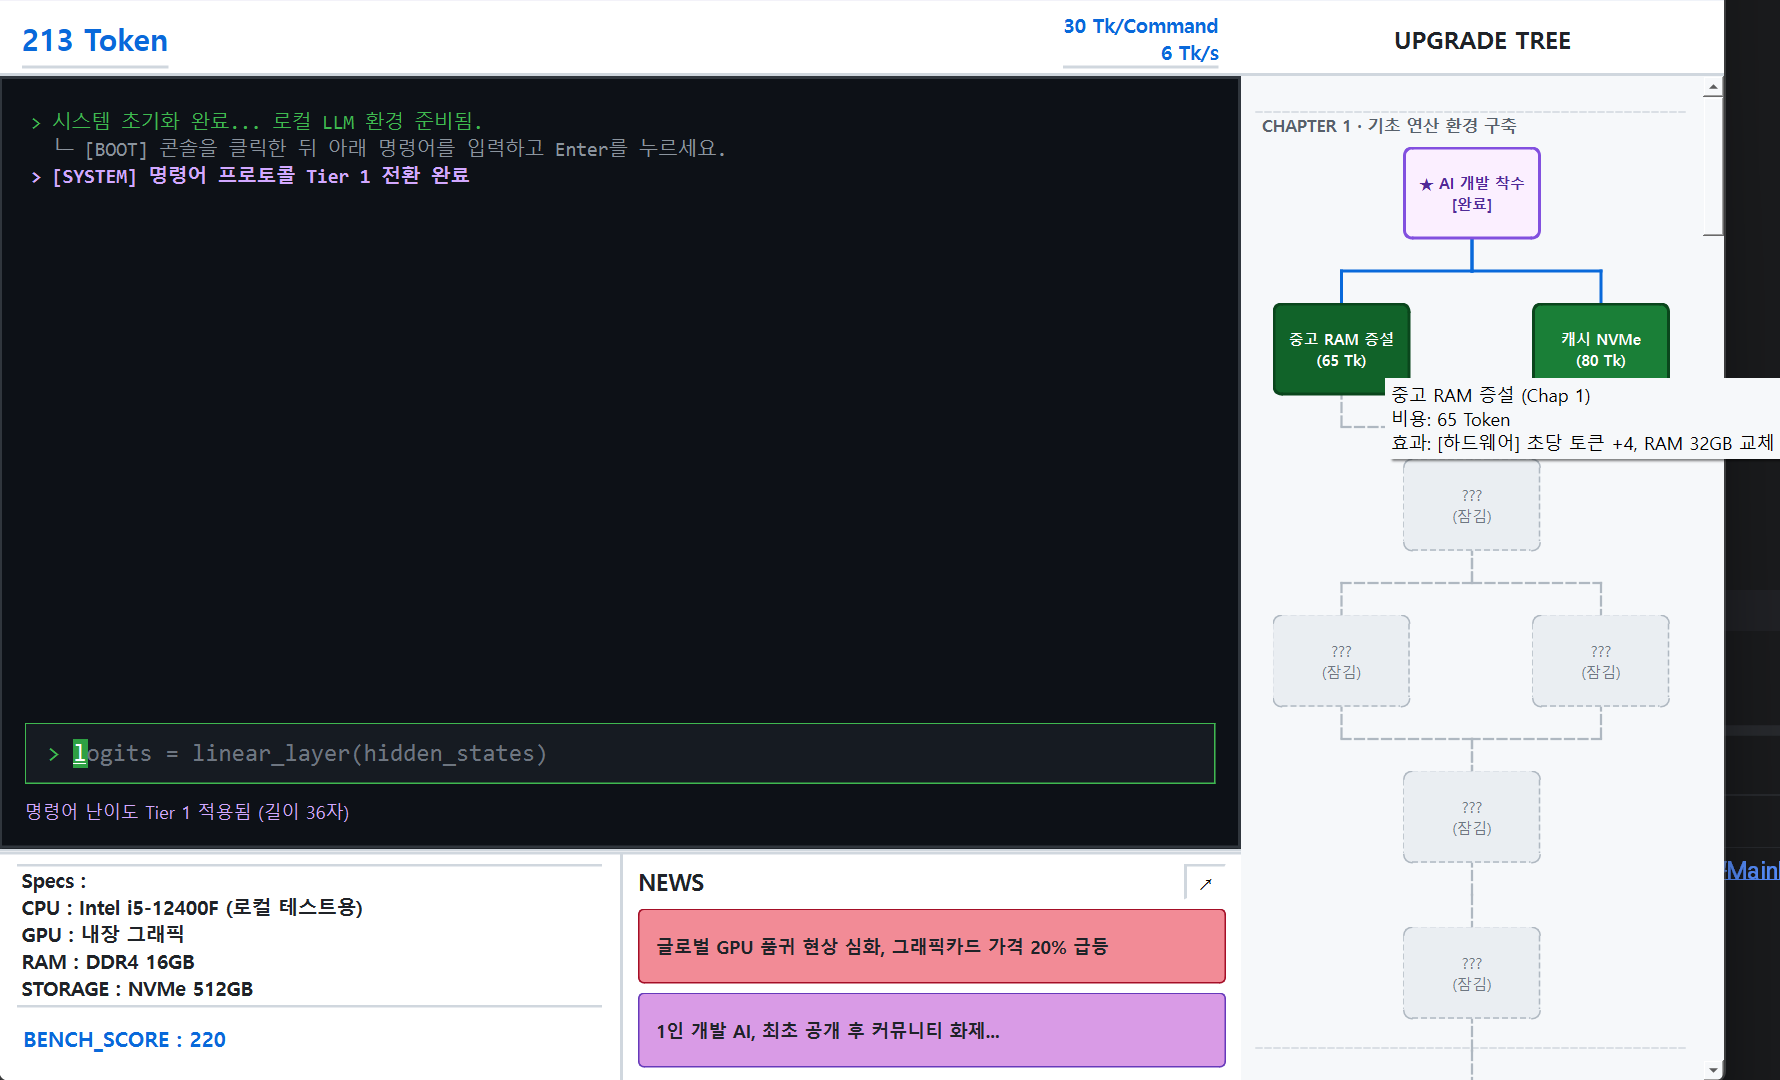 213 Token
30 Tk/Command
6 Tk/s
UPGRADE TREE
> 시스템 초기화 완료... 로컬 LLM 환경 준비됨.
└─ [BOOT] 콘솔을 클릭한 뒤 아래 명령어를 입력하고 Enter를 누르세요.
> [SYSTEM] 명령어 프로토콜 Tier 1 전환 완료
> logits = linear_layer(hidden_states)
명령어 난이도 Tier 1 적용됨 (길이 36자)
Specs :
CPU : Intel i5-12400F (로컬 테스트용)
GPU : 내장 그래픽
RAM : DDR4 16GB
STORAGE : NVMe 512GB
BENCH_SCORE : 220
NEWS
글로벌 GPU 품귀 현상 심화, 그래픽카드 가격 20% 급등
1인 개발 AI, 최초 공개 후 커뮤니티 화제...
CHAPTER 1 · 기초 연산 환경 구축
★ AI 개발 착수
[완료]
중고 RAM 증설
(65 Tk)
캐시 NVMe
(80 Tk)
중고 RAM 증설 (Chap 1)
비용: 65 Token
효과: [하드웨어] 초당 토큰 +4, RAM 32GB 교체
???
(잠김)
???
(잠김)
???
(잠김)
???
(잠김)
???
(잠김)